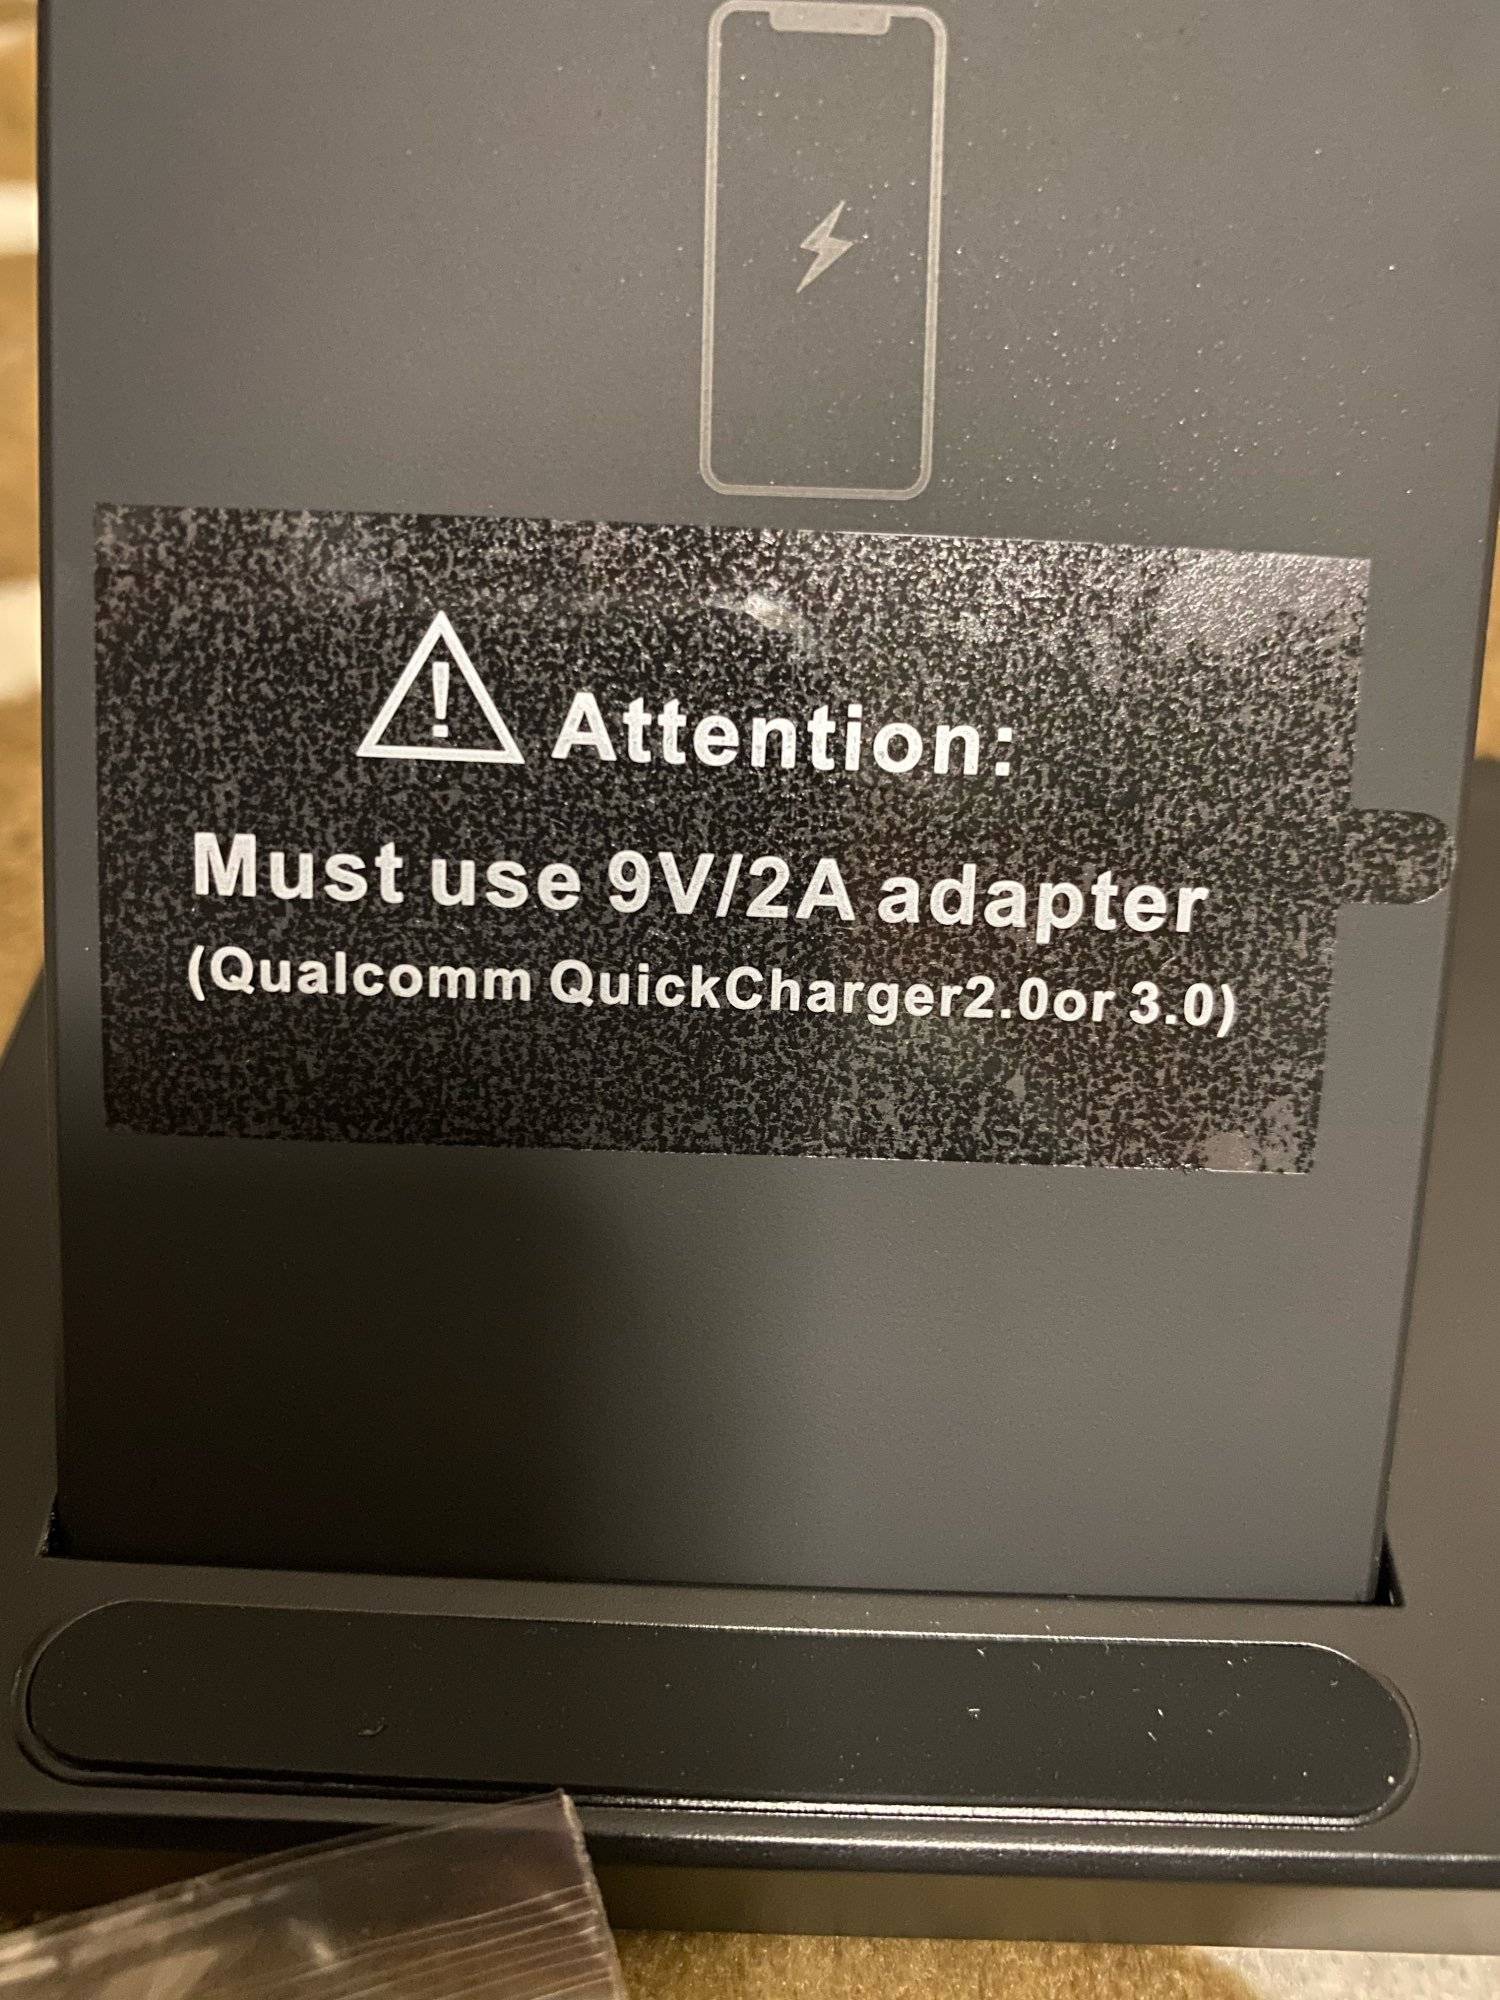 Attention:
Must use 9V/2A adapter
(Qualcomm QuickCharger2.0or 3.0)